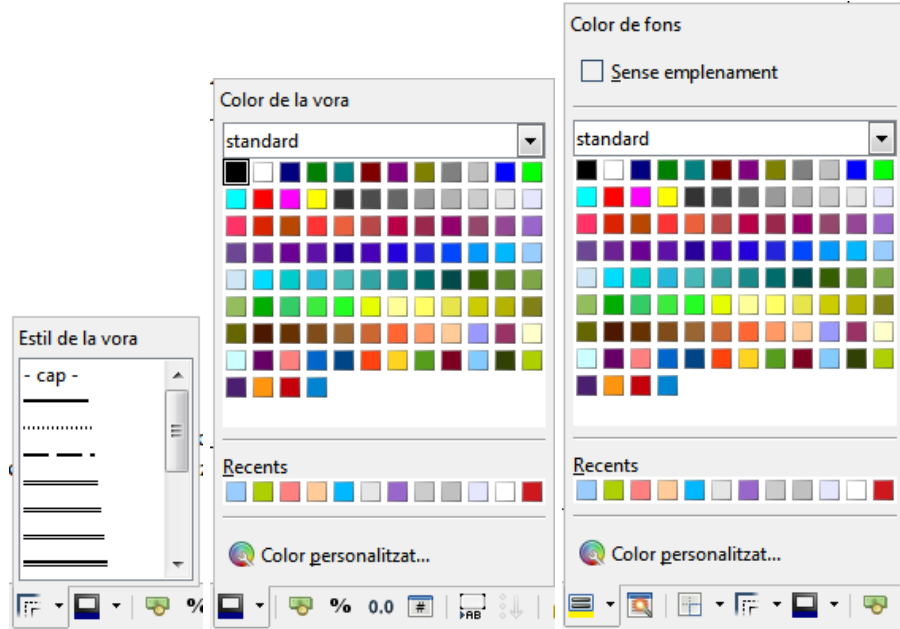 Estil de la vora
- cap -
%
Color de la vora
standard
Recents
Color personalitzat...
% 0.0 #
AB
Color de fons
Sense emplenament
standard
Recents
Color personalitzat...